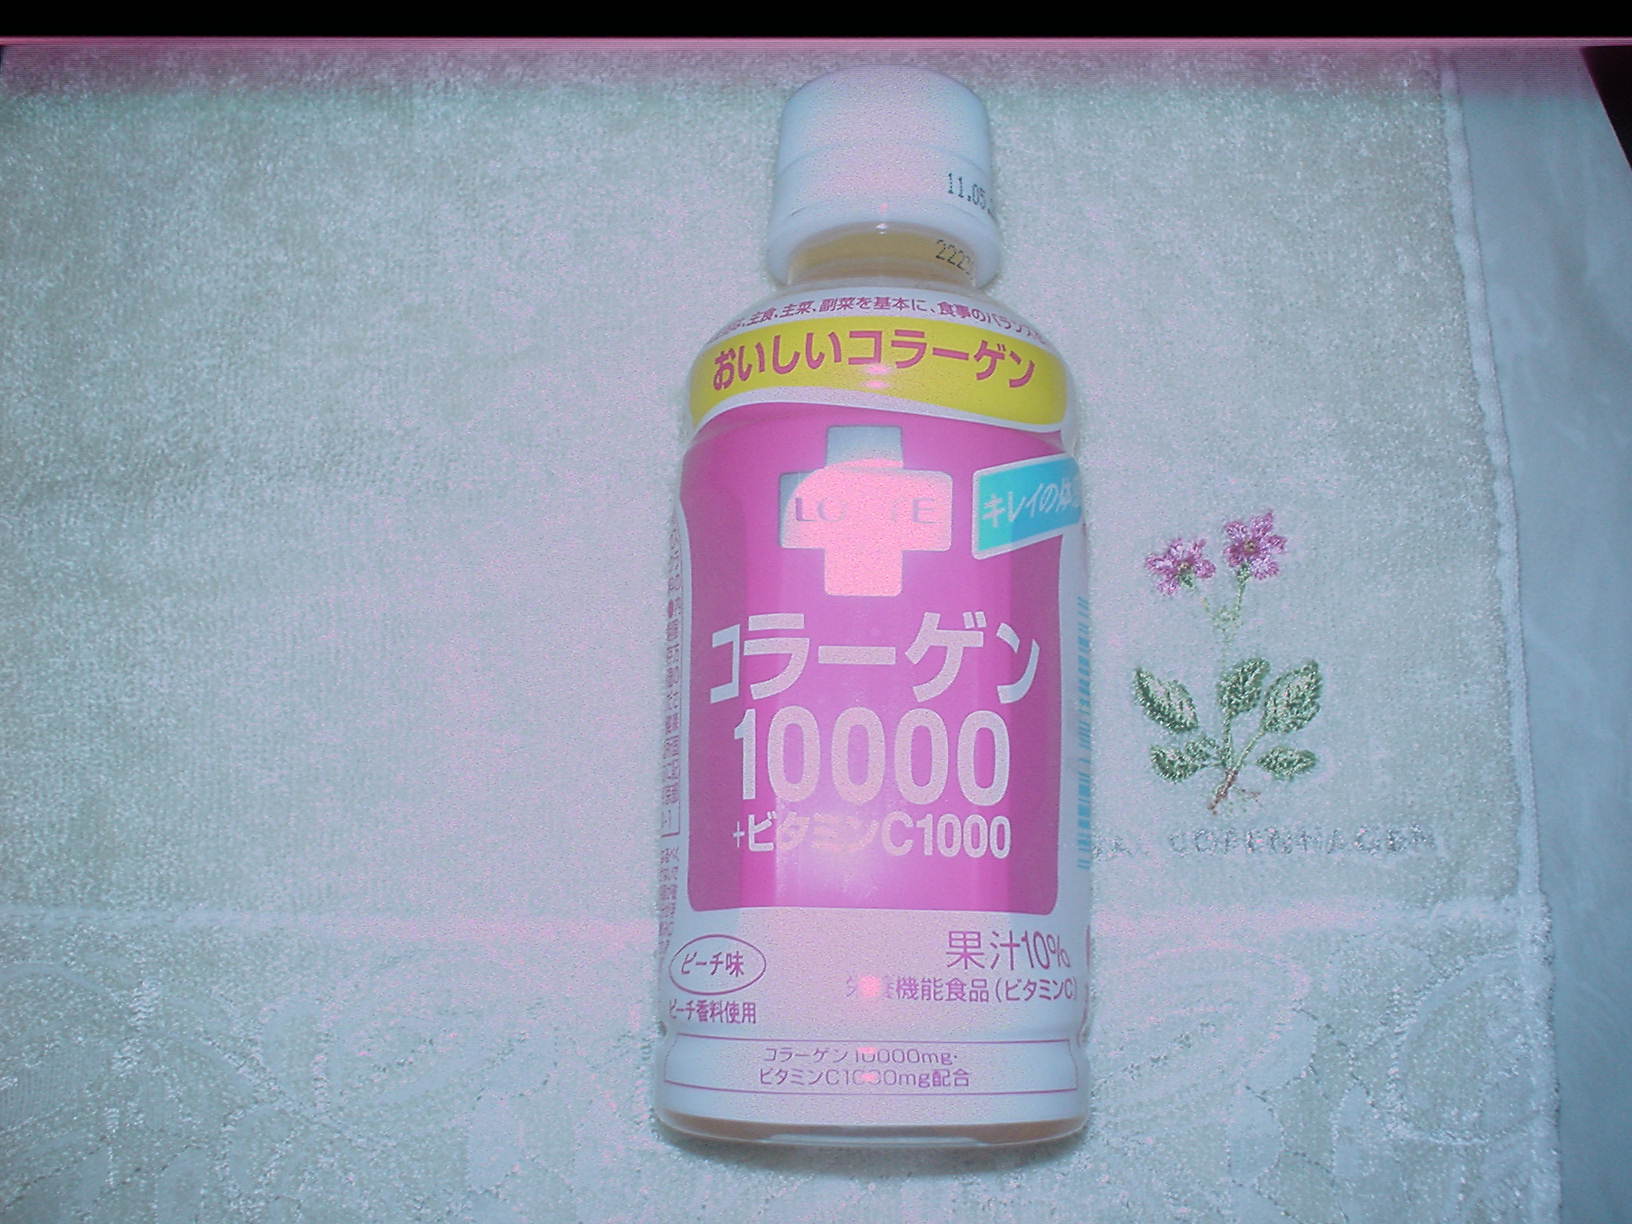 11.05.
222
主食、主菜、副菜を基本に、食事のバランスを
おいしいコラーゲン
LOTTE
キレイの
コラーゲン
10000
+ビタミンC1000
ピーチ味
ピーチ香料使用
果汁10%
栄養機能食品(ビタミンC)
コラーゲン10000mg・
ビタミンC1000mg配合
COPENHAGEN